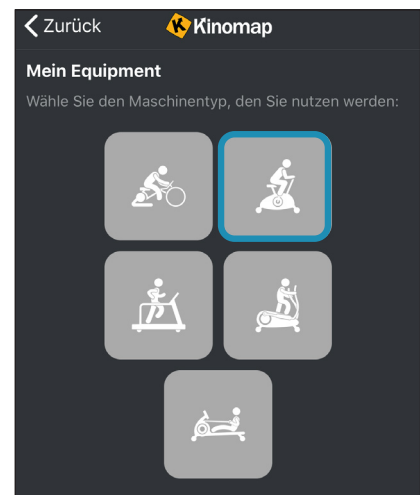 Zurück
Kinomap
Mein Equipment
Wähle Sie den Maschinentyp, den Sie nutzen werden: